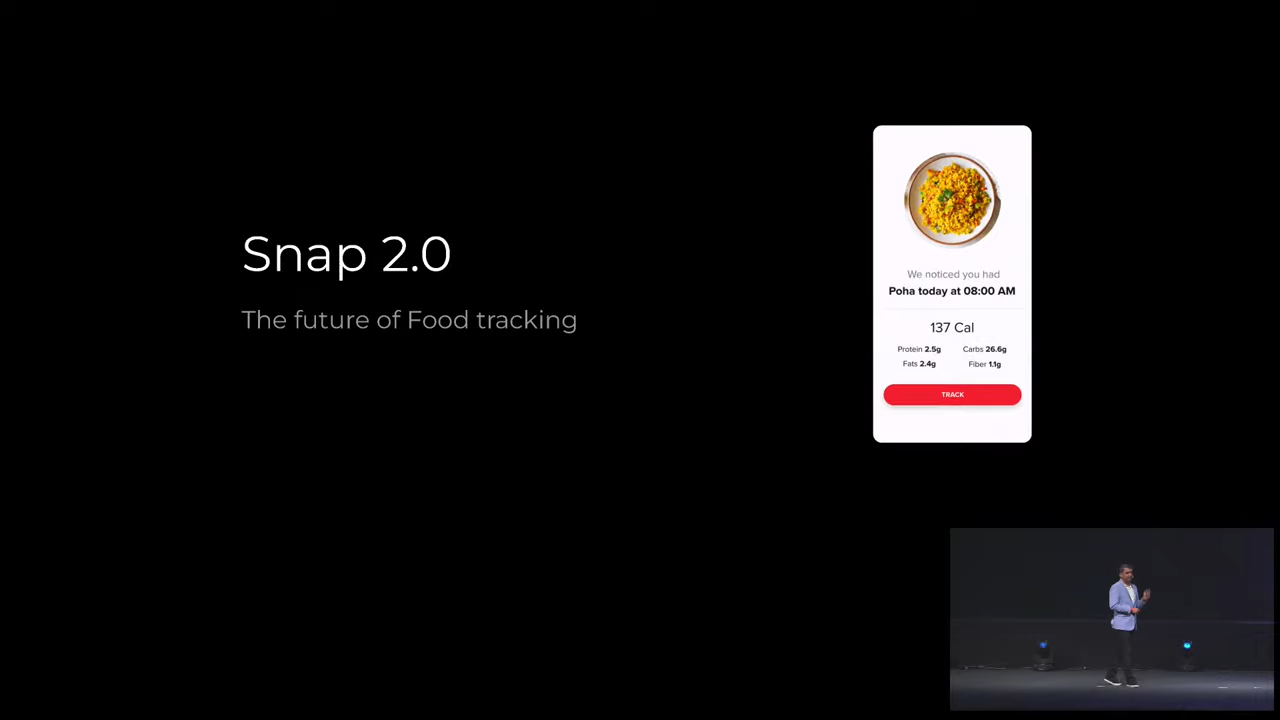 Snap 2.0
The future of Food tracking
We noticed you had
Poha today at 08:00 AM
137 Cal
Protein 2.5g
Carbs 26.6g
Fats 2.4g
Fiber 1.1g
TRACK